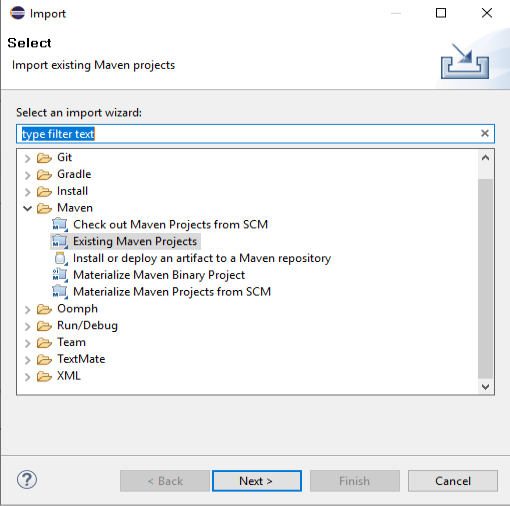 Import
Select
Import existing Maven projects
Select an import wizard:
type filter text
Git
Gradle
Install
Maven
Check out Maven Projects from SCM
Existing Maven Projects
Install or deploy an artifact to a Maven repository
Materialize Maven Binary Project
Materialize Maven Projects from SCM
Oomph
Run/Debug
Team
TextMate
XML
< Back
Next >
Finish
Cancel